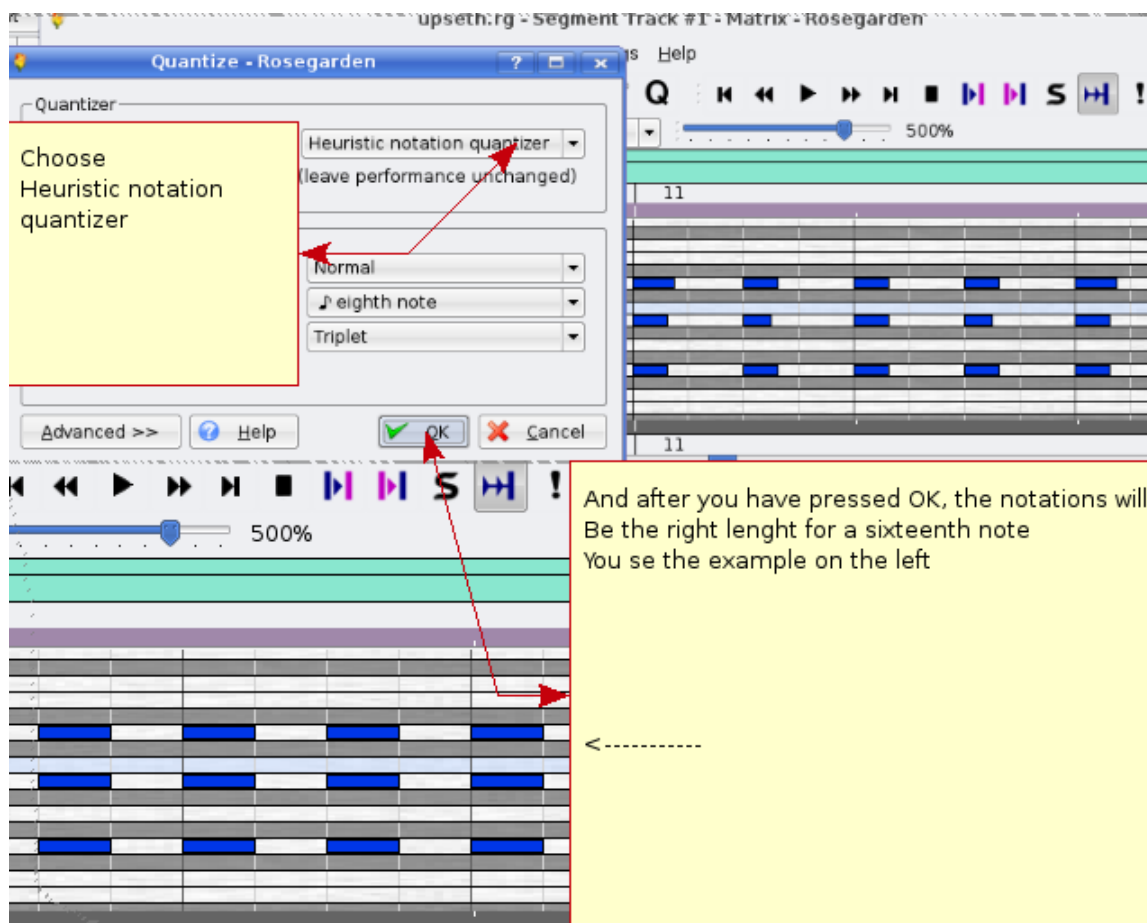 upseth.rg - Segment Track #1 - Matrix - Rosegarden
Quantize - Rosegarden
?
gs Help
Quantizer
Q
S
!
500%
Choose
Heuristic notation
quantizer
Heuristic notation quantizer
(leave performance unchanged)
11
Normal
eighth note
Triplet
Advanced >>
Help
OK
Cancel
11
S
!
500%
And after you have pressed OK, the notations will
Be the right lenght for a sixteenth note
You se the example on the left
<-----------